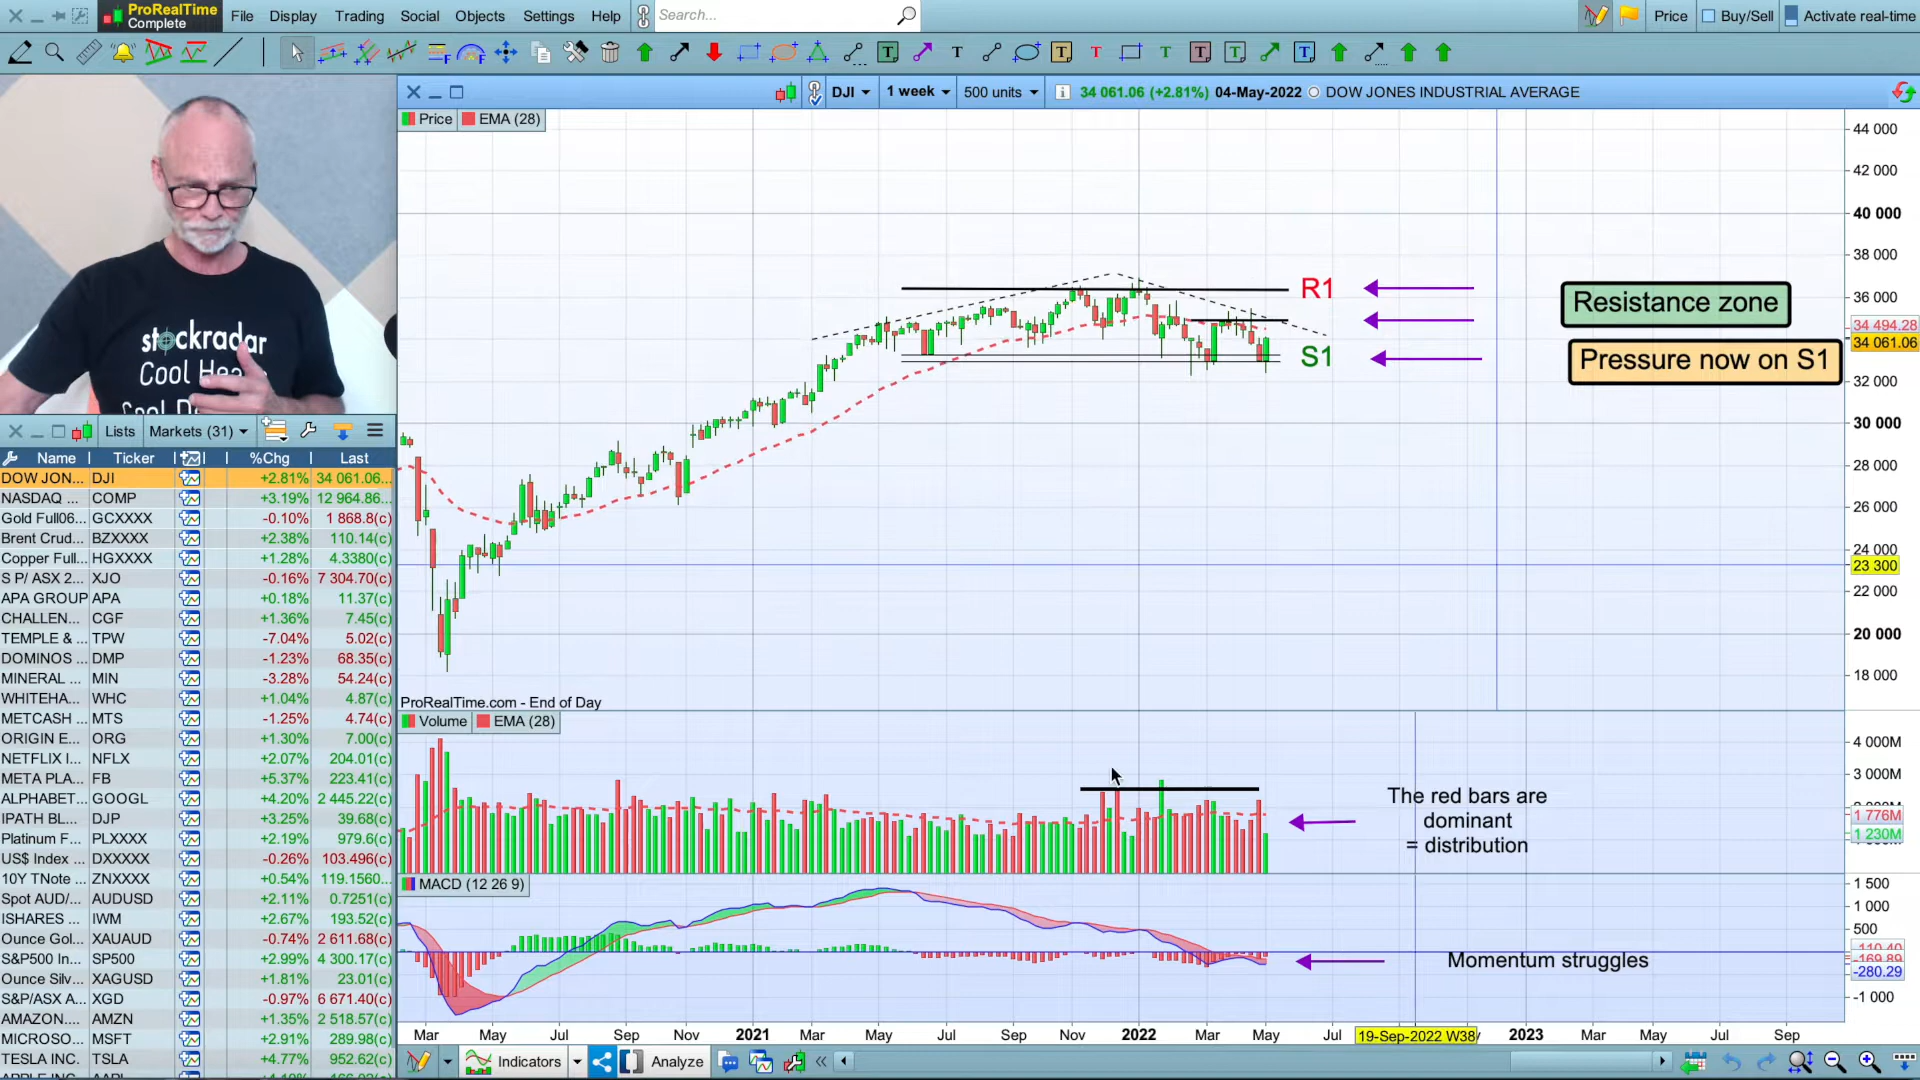 ProRealTime
Complete
File Display Trading Social Objects Settings Help Search... Price Buy/Sell Activate real-time
DJI 1 week 500 units 34 061.06 (+2.81%) 04-May-2022 DOW JONES INDUSTRIAL AVERAGE
Price EMA (28)
44 000
42 000
40 000
38 000
36 000
34 494.28
34 061.06
32 000
30 000
28 000
26 000
24 000
23 300
22 000
20 000
18 000
R1
S1
Resistance zone
Pressure now on S1
stockradar
Cool
ProRealTime.com - End of Day
Volume EMA (28)
4 000M
3 000M
1 776M
1 230M
The red bars are
dominant
= distribution
MACD (12 26 9)
1 500
1 000
500
-110.40
-169.89
-280.29
-1 000
Momentum struggles
Mar May Jul Sep Nov 2021 Mar May Jul Sep Nov 2022 Mar May Jul 19-Sep-2022 W38 2023 Mar May Jul Sep
Indicators Analyze
Lists Markets (31)
Name Ticker %Chg Last
DOW JON... DJI +2.81% 34 061.06...
NASDAQ ... COMP +3.19% 12 964.86...
Gold Full06... GCXXXX -0.10% 1 868.8(c)
Brent Crud... BZXXXX +2.38% 110.14(c)
Copper Full... HGXXXX +1.28% 4.3380(c)
S P/ ASX 2... XJO -0.16% 7 304.70(c)
APA GROUP APA +0.18% 11.37(c)
CHALLEN... CGF +1.36% 7.45(c)
TEMPLE & ... TPW -7.04% 5.02(c)
DOMINOS ... DMP -1.23% 68.35(c)
MINERAL ... MIN -3.28% 54.24(c)
WHITEHA... WHC +1.04% 4.87(c)
METCASH ... MTS -1.25% 4.74(c)
ORIGIN E... ORG +1.30% 7.00(c)
NETFLIX I... NFLX +2.07% 204.01(c)
META PLA... FB +5.37% 223.41(c)
ALPHABET... GOOGL +4.20% 2 445.22(c)
IPATH BL... DJP +3.25% 39.68(c)
Platinum F... PLXXXX +2.19% 979.6(c)
US$ Index ... DXXXXX -0.26% 103.496(c)
10Y TNote ... ZNXXXX +0.54% 119.1560...
Spot AUD/... AUDUSD +2.11% 0.7251(c)
ISHARES ... IWM +2.67% 193.52(c)
Ounce Gol... XAUAUD -0.74% 2 611.68(c)
S&P500 In... SP500 +2.99% 4 300.17(c)
Ounce Silv... XAGUSD +1.81% 23.01(c)
S&P/ASX A... XGD -0.97% 6 671.40(c)
AMAZON.... AMZN +1.35% 2 518.57(c)
MICROSO... MSFT +2.91% 289.98(c)
TESLA INC. TSLA +4.77% 952.62(c)